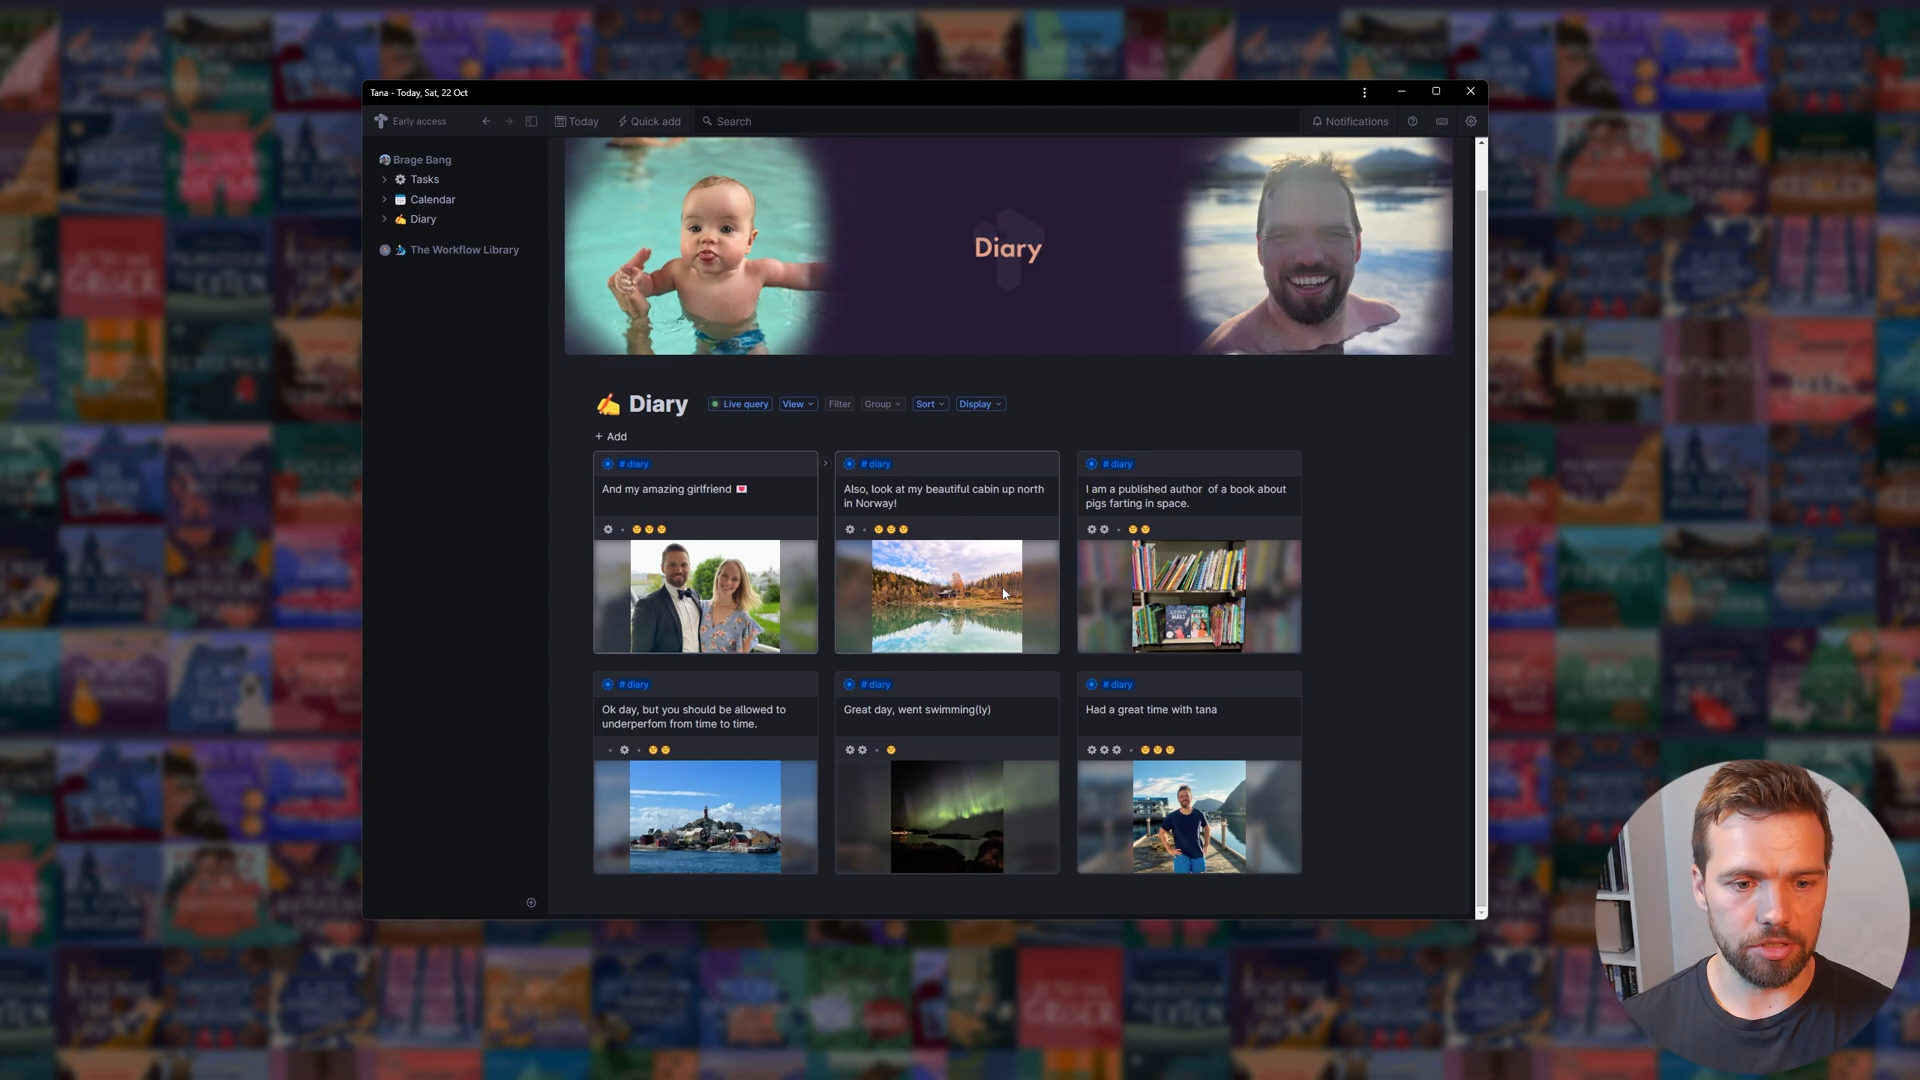 Tana - Today, Sat, 22 Oct
Early access
Today
Quick add
Search
Notifications
Brage Bang
Tasks
Calendar
Diary
The Workflow Library
Diary
Diary
Live query
View
Filter
Group
Sort
Display
+ Add
# diary
And my amazing girlfriend 💌
# diary
Also, look at my beautiful cabin up north
in Norway!
# diary
I am a published author of a book about
pigs farting in space.
# diary
Ok day, but you should be allowed to
underperfom from time to time.
# diary
Great day, went swimming(ly)
# diary
Had a great time with tana